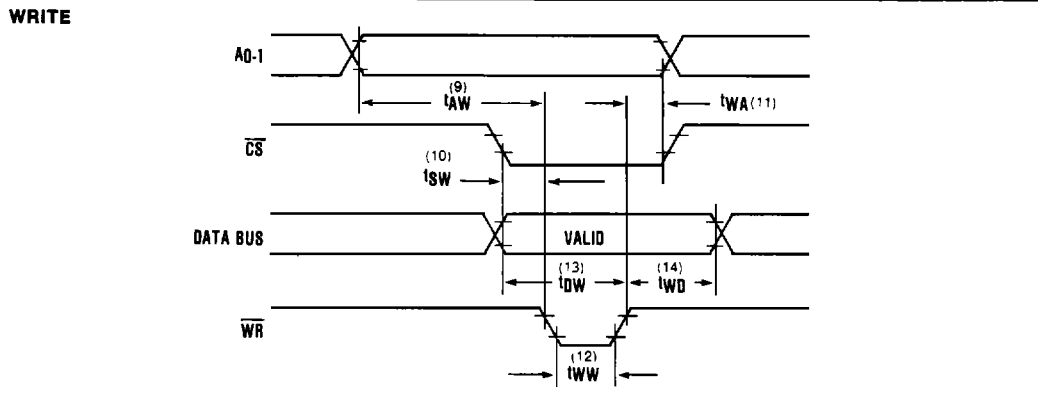 WRITE
A0-1
(9)
tAW
tWA(11)
CS
(10)
tSW
DATA BUS
VALID
(13)
tDW
(14)
tWD
WR
(12)
tWW